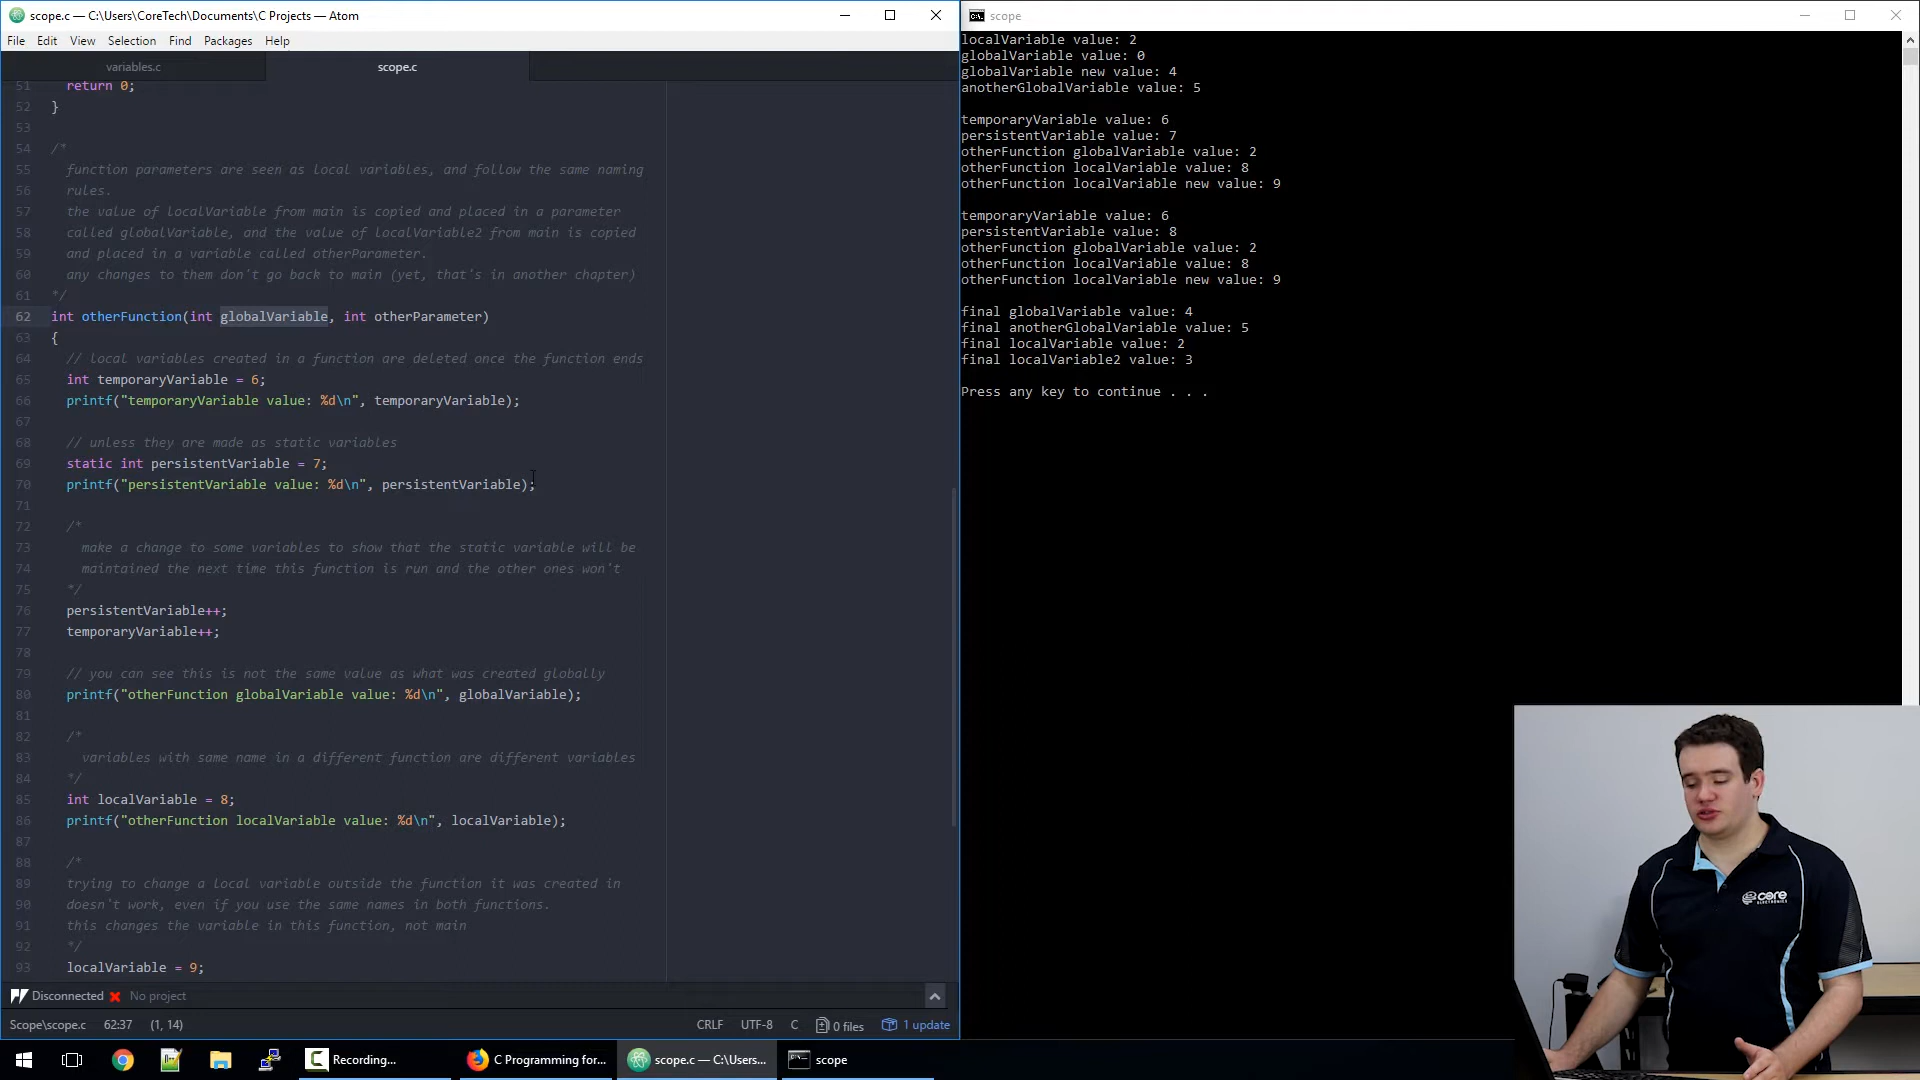 scope.c — C:\Users\CoreTech\Documents\C Projects — Atom
File Edit View Selection Find Packages Help
variables.c scope.c
51 return 0;
52 }
53
54 /*
55 function parameters are seen as local variables, and follow the same naming
56 rules.
57 the value of localVariable from main is copied and placed in a parameter
58 called globalVariable, and the value of localVariable2 from main is copied
59 and placed in a variable called otherParameter.
60 any changes to them don't go back to main (yet, that's in another chapter)
61 */
62 int otherFunction(int globalVariable, int otherParameter)
63 {
64 // local variables created in a function are deleted once the function ends
65 int temporaryVariable = 6;
66 printf("temporaryVariable value: %d\n", temporaryVariable);
67
68 // unless they are made as static variables
69 static int persistentVariable = 7;
70 printf("persistentVariable value: %d\n", persistentVariable);
71
72 /*
73 make a change to some variables to show that the static variable will be
74 maintained the next time this function is run and the other ones won't
75 */
76 persistentVariable++;
77 temporaryVariable++;
78
79 // you can see this is not the same value as what was created globally
80 printf("otherFunction globalVariable value: %d\n", globalVariable);
81
82 /*
83 variables with same name in a different function are different variables
84 */
85 int localVariable = 8;
86 printf("otherFunction localVariable value: %d\n", localVariable);
87
88 /*
89 trying to change a local variable outside the function it was created in
90 doesn't work, even if you use the same names in both functions.
91 this changes the variable in this function, not main
92 */
93 localVariable = 9;
Disconnected No project
Scope\scope.c 62:37 (1, 14) CRLF UTF-8 C 0 files 1 update
scope
localVariable value: 2
globalVariable value: 0
globalVariable new value: 4
anotherGlobalVariable value: 5
temporaryVariable value: 6
persistentVariable value: 7
otherFunction globalVariable value: 2
otherFunction localVariable value: 8
otherFunction localVariable new value: 9
temporaryVariable value: 6
persistentVariable value: 8
otherFunction globalVariable value: 2
otherFunction localVariable value: 8
otherFunction localVariable new value: 9
final globalVariable value: 4
final anotherGlobalVariable value: 5
final localVariable value: 2
final localVariable2 value: 3
Press any key to continue . . .
core
ELECTRONICS
Recording... C Programming for... scope.c — C:\Users... scope